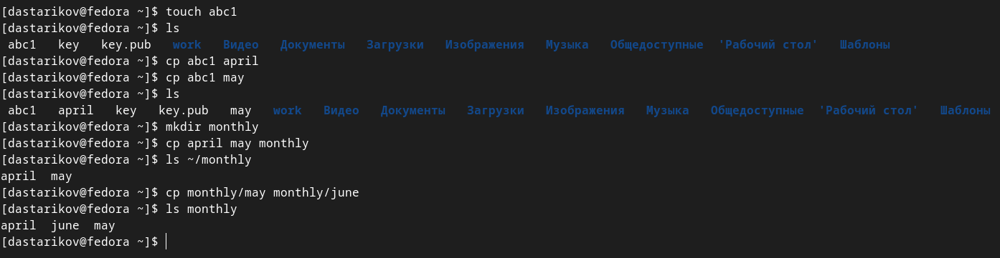 [dastarikov@fedora ~]$ touch abc1
[dastarikov@fedora ~]$ ls
 abc1   key   key.pub   work   Видео   Документы   Загрузки   Изображения   Музыка   Общедоступные  'Рабочий стол'   Шаблоны
[dastarikov@fedora ~]$ cp abc1 april
[dastarikov@fedora ~]$ cp abc1 may
[dastarikov@fedora ~]$ ls
 abc1   april   key   key.pub   may   work   Видео   Документы   Загрузки   Изображения   Музыка   Общедоступные  'Рабочий стол'   Шаблоны
[dastarikov@fedora ~]$ mkdir monthly
[dastarikov@fedora ~]$ cp april may monthly
[dastarikov@fedora ~]$ ls ~/monthly
april  may
[dastarikov@fedora ~]$ cp monthly/may monthly/june
[dastarikov@fedora ~]$ ls monthly
april  june  may
[dastarikov@fedora ~]$